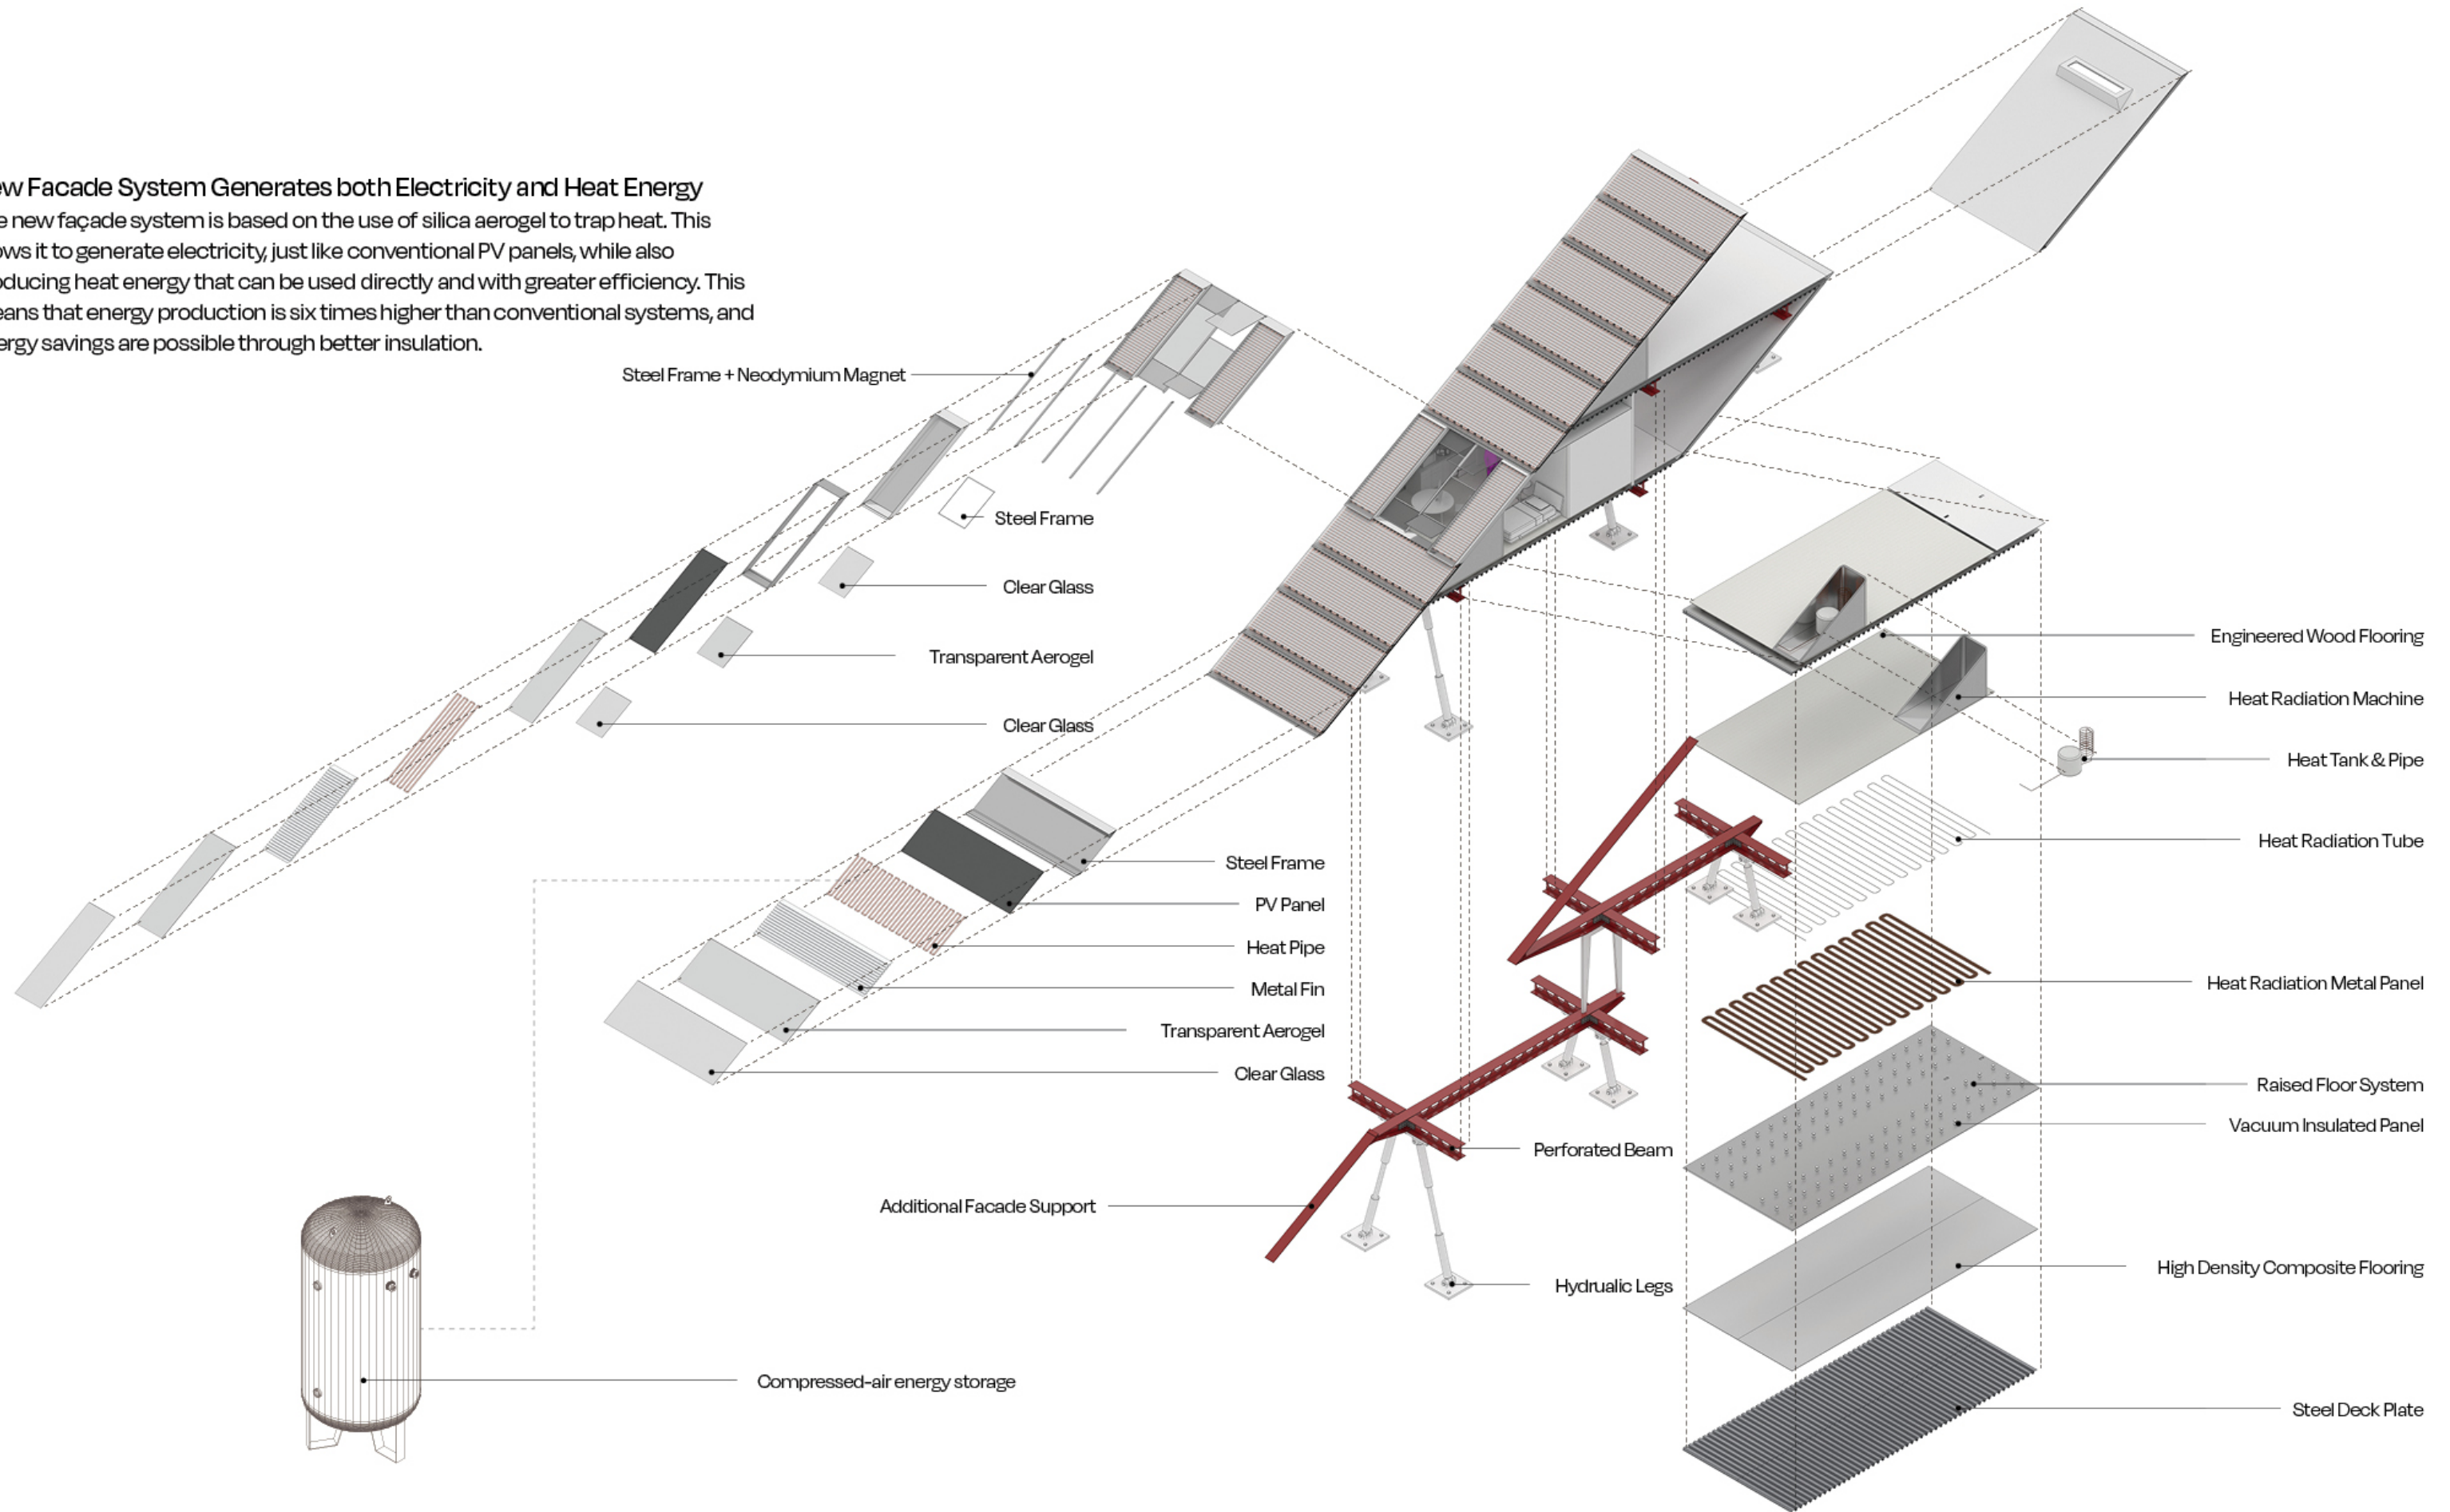 ew Facade System Generates both Electricity and Heat Energy
e new façade system is based on the use of silica aerogel to trap heat. This
ows it to generate electricity, just like conventional PV panels, while also
oducing heat energy that can be used directly and with greater efficiency. This
eans that energy production is six times higher than conventional systems, and
ergy savings are possible through better insulation.
Steel Frame + Neodymium Magnet
Steel Frame
Clear Glass
Transparent Aerogel
Clear Glass
Steel Frame
PV Panel
Heat Pipe
Metal Fin
Transparent Aerogel
Clear Glass
Compressed-air energy storage
Additional Facade Support
Perforated Beam
Hydrualic Legs
Engineered Wood Flooring
Heat Radiation Machine
Heat Tank & Pipe
Heat Radiation Tube
Heat Radiation Metal Panel
Raised Floor System
Vacuum Insulated Panel
High Density Composite Flooring
Steel Deck Plate